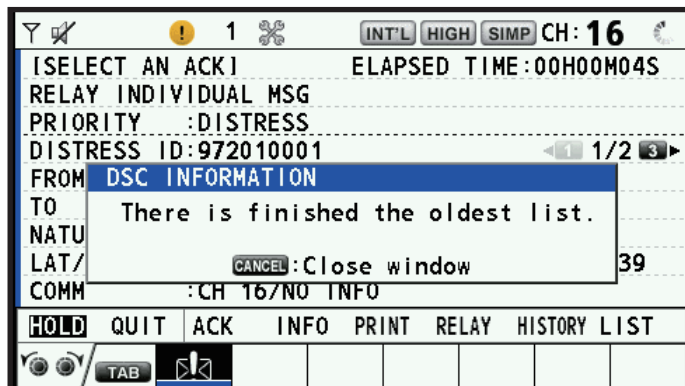 1 INT'L HIGH SIMP CH:16
[SELECT AN ACK] ELAPSED TIME:00H00M04S
RELAY INDIVIDUAL MSG
PRIORITY :DISTRESS
DISTRESS ID:972010001 1 1/2 3
FROM
DSC INFORMATION
TO
There is finished the oldest list.
NATU
LAT/ 39
CANCEL:Close window
COMM :CH 16/NO INFO
HOLD QUIT ACK INFO PRINT RELAY HISTORY LIST
TAB